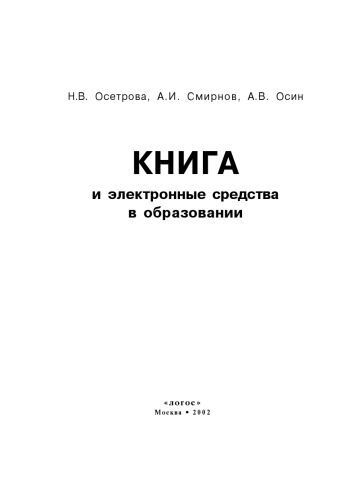 Н.В. Осетрова, А.И. Смирнов, А.В. Осин
КНИГА
и электронные средства
в образовании
«логос»
Москва • 2002